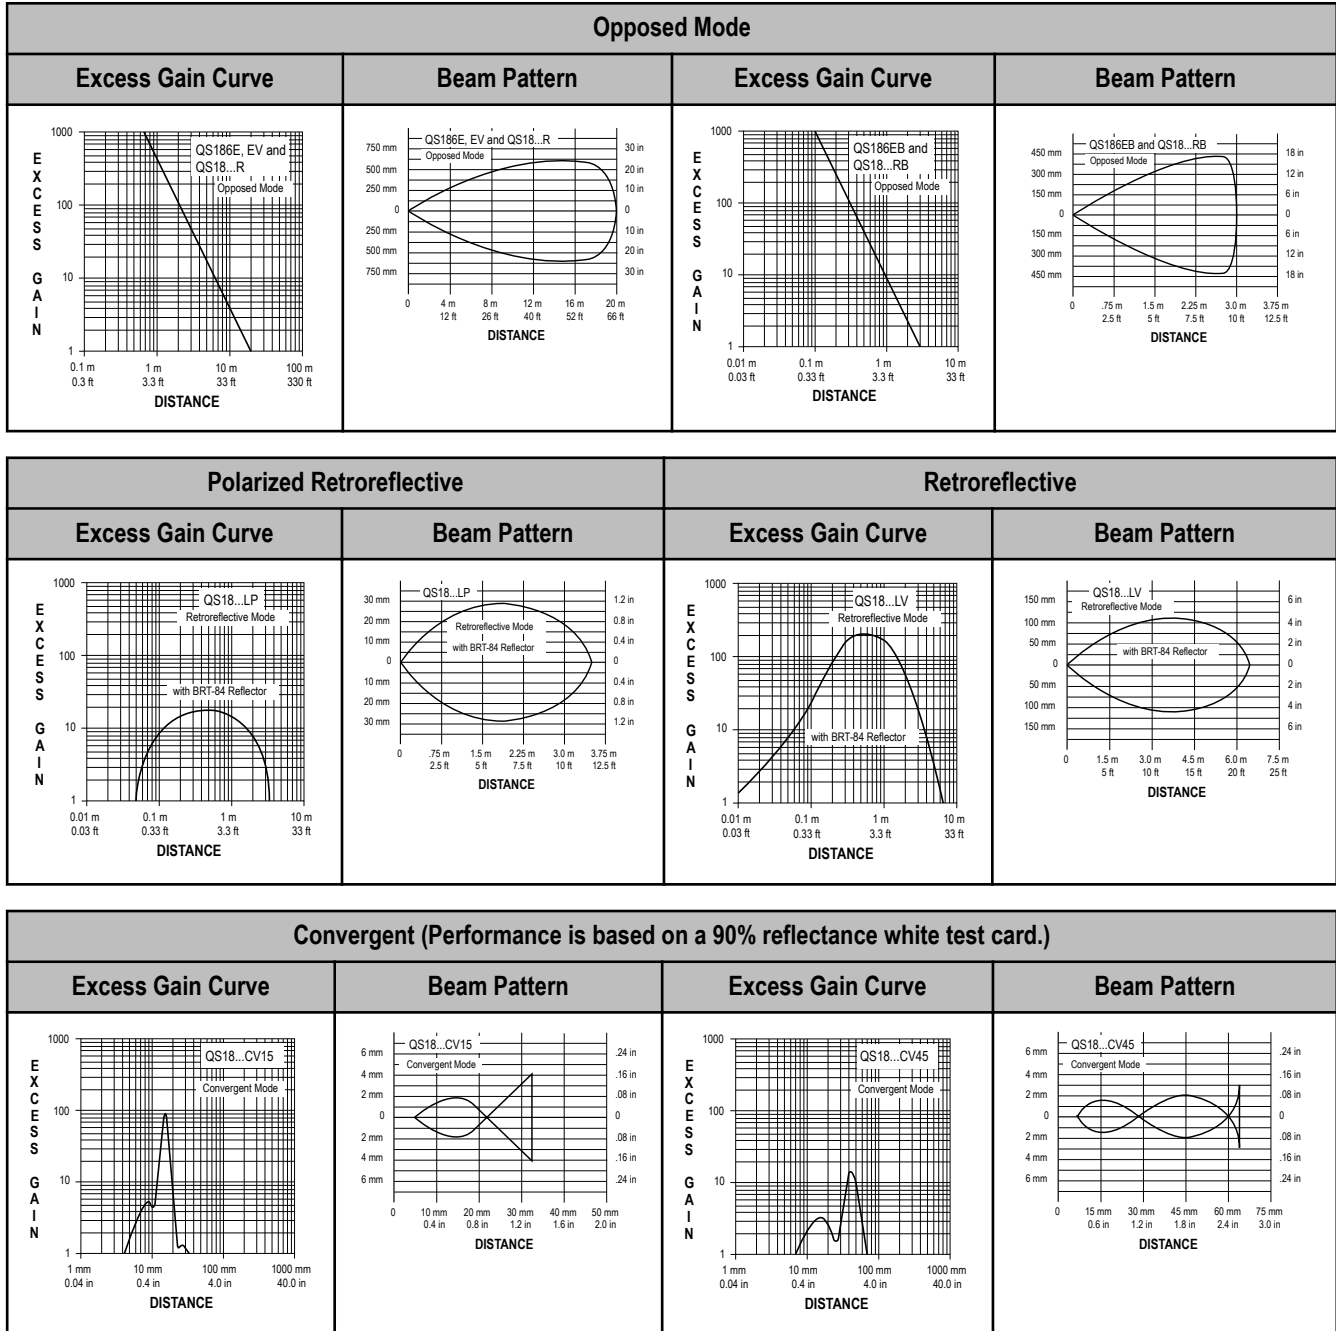 Opposed Mode
Excess Gain Curve
Beam Pattern
Excess Gain Curve
Beam Pattern
EXCESS GAIN
1000
100
10
1
QS186E, EV and
QS18...R
Opposed Mode
0.1 m 1 m 10 m 100 m
0.3 ft 3.3 ft 33 ft 330 ft
DISTANCE
QS186E, EV and QS18...R
Opposed Mode
750 mm 30 in
500 mm 20 in
250 mm 10 in
0 0
250 mm 10 in
500 mm 20 in
750 mm 30 in
0 4 m 8 m 12 m 16 m 20 m
12 ft 26 ft 40 ft 52 ft 66 ft
DISTANCE
EXCESS GAIN
1000
100
10
1
QS186EB and
QS18...RB
Opposed Mode
0.01 m 0.1 m 1 m 10 m
0.03 ft 0.33 ft 3.3 ft 33 ft
DISTANCE
QS186EB and QS18...RB
Opposed Mode
450 mm 18 in
300 mm 12 in
150 mm 6 in
0 0
150 mm 6 in
300 mm 12 in
450 mm 18 in
0 .75 m 1.5 m 2.25 m 3.0 m 3.75 m
2.5 ft 5 ft 7.5 ft 10 ft 12.5 ft
DISTANCE
Polarized Retroreflective
Retroreflective
Excess Gain Curve
Beam Pattern
Excess Gain Curve
Beam Pattern
EXCESS GAIN
1000
100
10
1
QS18...LP
Retroreflective Mode
with BRT-84 Reflector
0.01 m 0.1 m 1 m 10 m
0.03 ft 0.33 ft 3.3 ft 33 ft
DISTANCE
QS18...LP
Retroreflective Mode
with BRT-84 Reflector
30 mm 1.2 in
20 mm 0.8 in
10 mm 0.4 in
0 0
10 mm 0.4 in
20 mm 0.8 in
30 mm 1.2 in
0 .75 m 1.5 m 2.25 m 3.0 m 3.75 m
2.5 ft 5 ft 7.5 ft 10 ft 12.5 ft
DISTANCE
EXCESS GAIN
1000
100
10
1
QS18...LV
Retroreflective Mode
with BRT-84 Reflector
0.01 m 0.1 m 1 m 10 m
0.03 ft 0.33 ft 3.3 ft 33 ft
DISTANCE
QS18...LV
Retroreflective Mode
with BRT-84 Reflector
150 mm 6 in
100 mm 4 in
50 mm 2 in
0 0
50 mm 2 in
100 mm 4 in
150 mm 6 in
0 1.5 m 3.0 m 4.5 m 6.0 m 7.5 m
5 ft 10 ft 15 ft 20 ft 25 ft
DISTANCE
Convergent (Performance is based on a 90% reflectance white test card.)
Excess Gain Curve
Beam Pattern
Excess Gain Curve
Beam Pattern
EXCESS GAIN
1000
100
10
1
QS18...CV15
Convergent Mode
1 mm 10 mm 100 mm 1000 mm
0.04 in 0.4 in 4.0 in 40.0 in
DISTANCE
QS18...CV15
Convergent Mode
6 mm .24 in
4 mm .16 in
2 mm .08 in
0 0
2 mm .08 in
4 mm .16 in
6 mm .24 in
0 10 mm 20 mm 30 mm 40 mm 50 mm
0.4 in 0.8 in 1.2 in 1.6 in 2.0 in
DISTANCE
EXCESS GAIN
1000
100
10
1
QS18...CV45
Convergent Mode
1 mm 10 mm 100 mm 1000 mm
0.04 in 0.4 in 4.0 in 40.0 in
DISTANCE
QS18...CV45
Convergent Mode
6 mm .24 in
4 mm .16 in
2 mm .08 in
0 0
2 mm .08 in
4 mm .16 in
6 mm .24 in
0 15 mm 30 mm 45 mm 60 mm 75 mm
0.6 in 1.2 in 1.8 in 2.4 in 3.0 in
DISTANCE